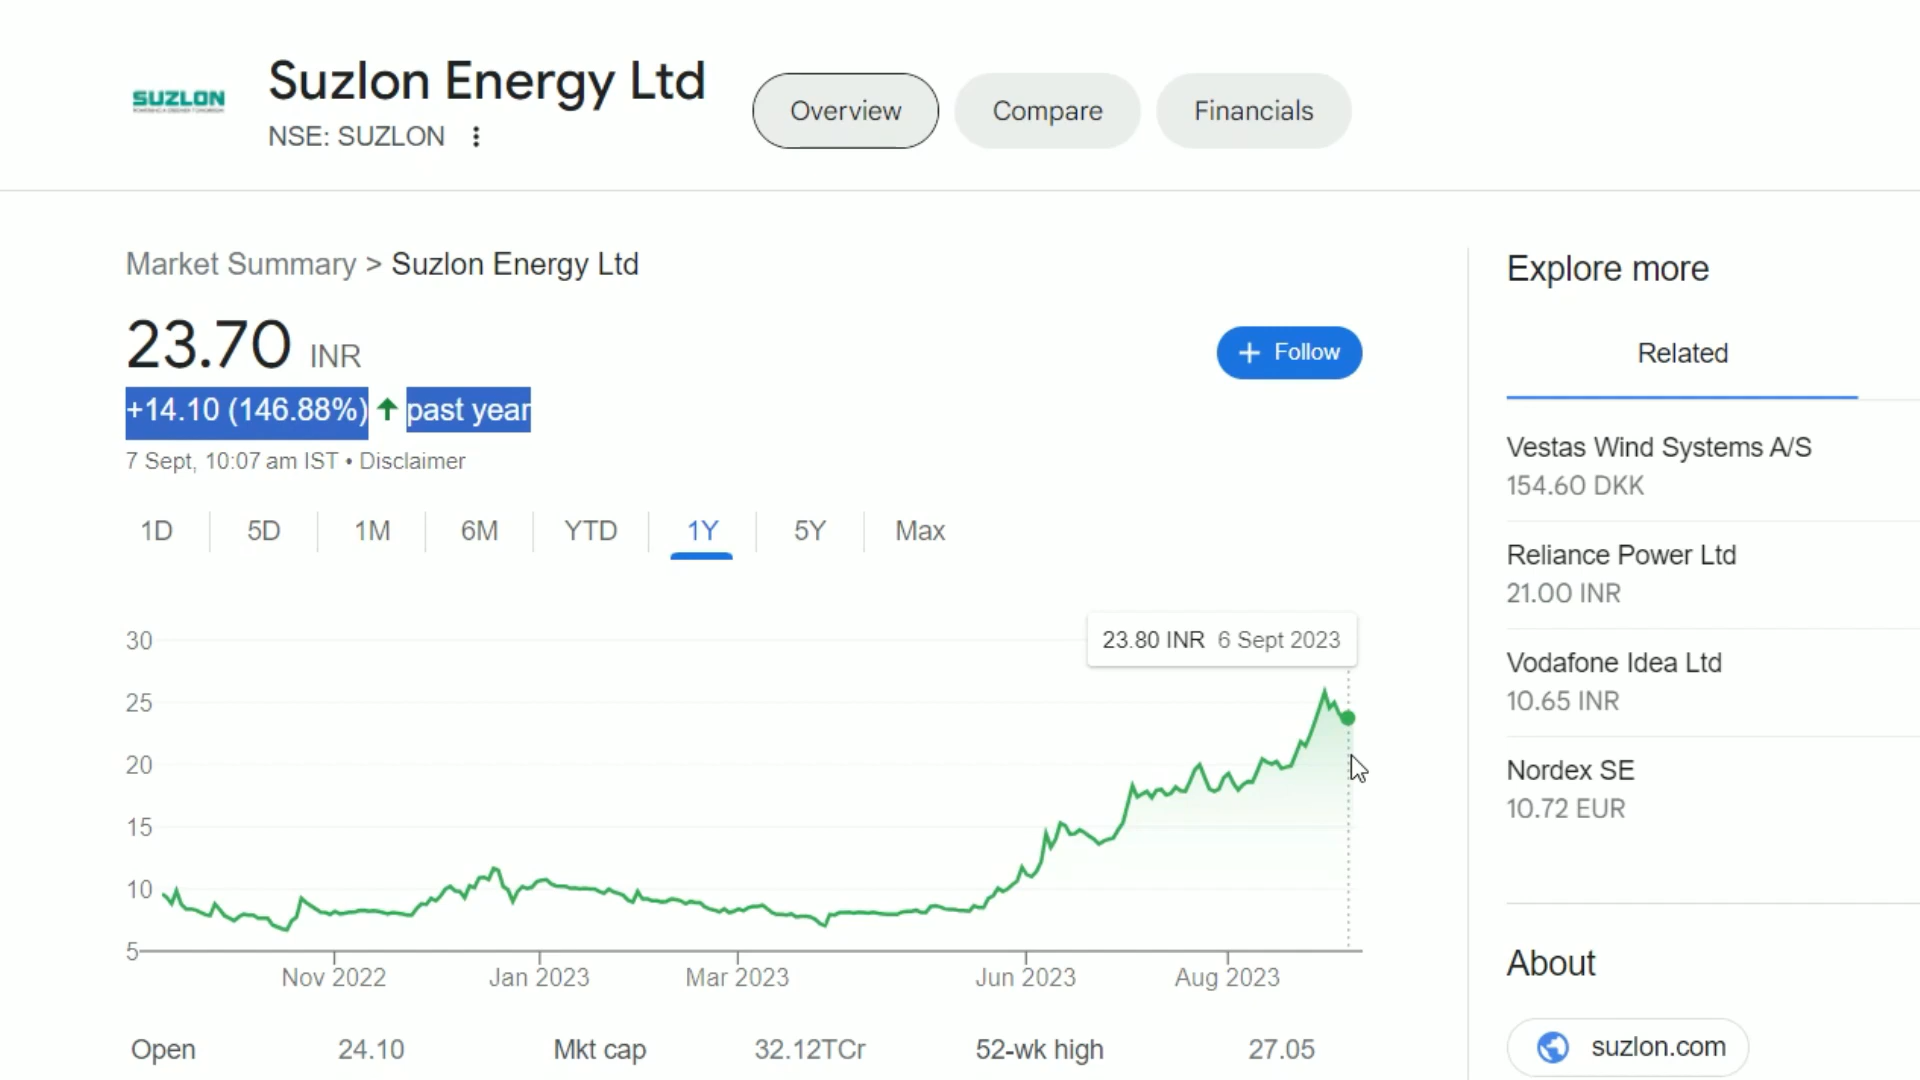 SUZLON
Suzlon Energy Ltd
NSE: SUZLON
Overview
Compare
Financials
Market Summary > Suzlon Energy Ltd
23.70 INR
+14.10 (146.88%) past year
7 Sept, 10:07 am IST • Disclaimer
+ Follow
1D 5D 1M 6M YTD 1Y 5Y Max
23.80 INR 6 Sept 2023
30
25
20
15
10
5
Nov 2022 Jan 2023 Mar 2023 Jun 2023 Aug 2023
Open 24.10 Mkt cap 32.12TCr 52-wk high 27.05
Explore more
Related
Vestas Wind Systems A/S
154.60 DKK
Reliance Power Ltd
21.00 INR
Vodafone Idea Ltd
10.65 INR
Nordex SE
10.72 EUR
About
suzlon.com